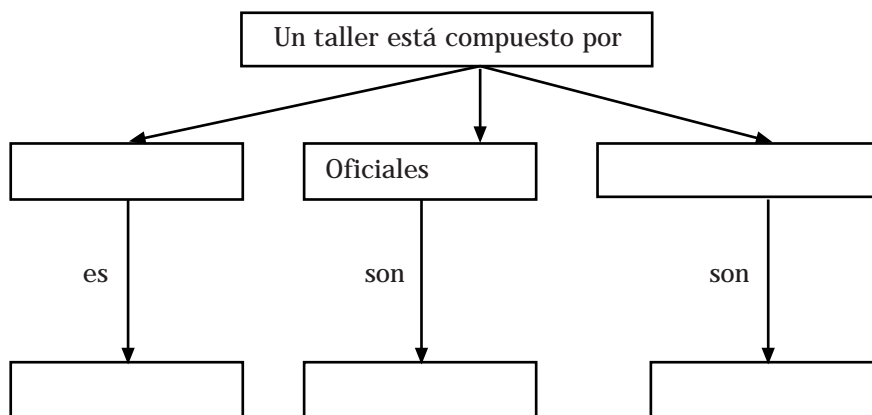 Un taller está compuesto por
Oficiales
es
son
son